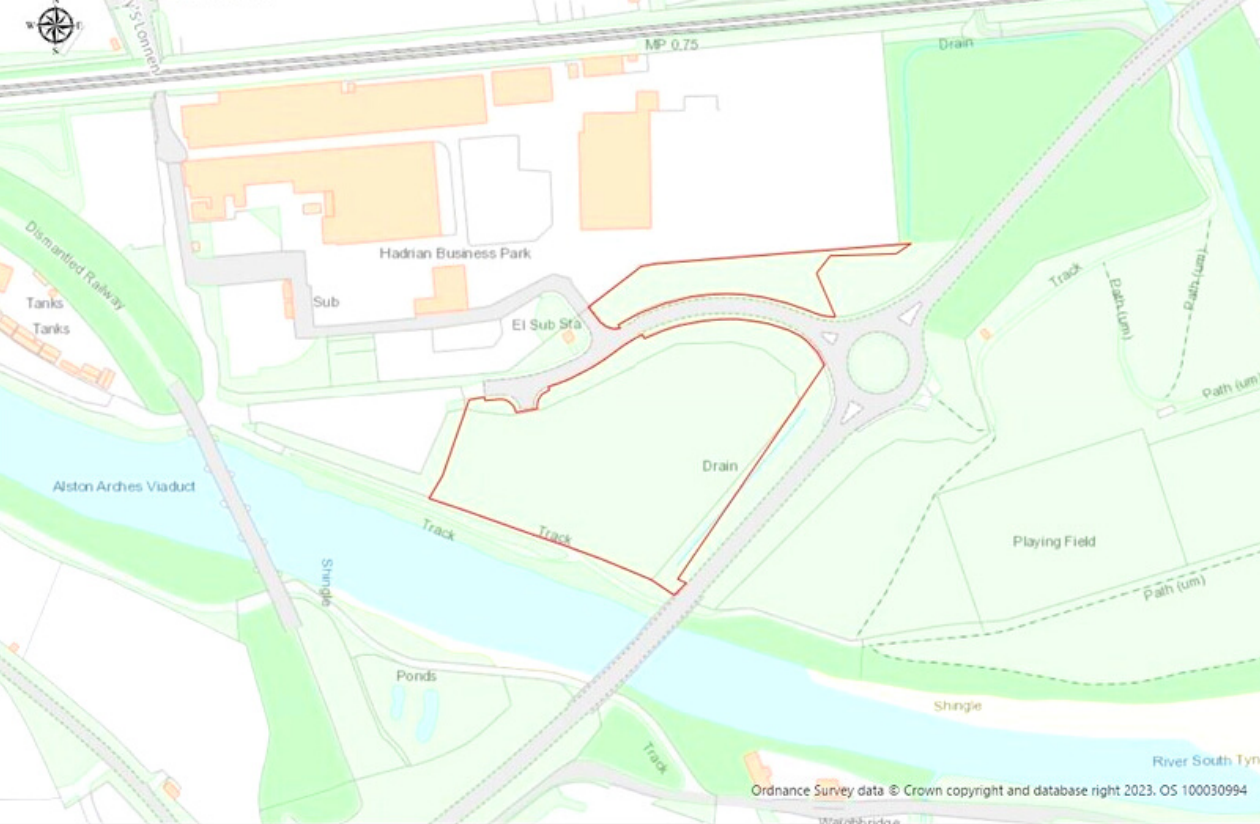 W
E
y's Lonnen
MP 0.75
Drain
Dismantled Railway
Hadrian Business Park
Track
Path (um)
Path (um)
Tanks
Sub
El Sub Sta
Tanks
Path (um)
Drain
Alston Arches Viaduct
Track
Track
Playing Field
Shingle
Path (um)
Ponds
Shingle
Track
River South Tyn
Ordnance Survey data © Crown copyright and database right 2023. OS 100030994
Weighbridge